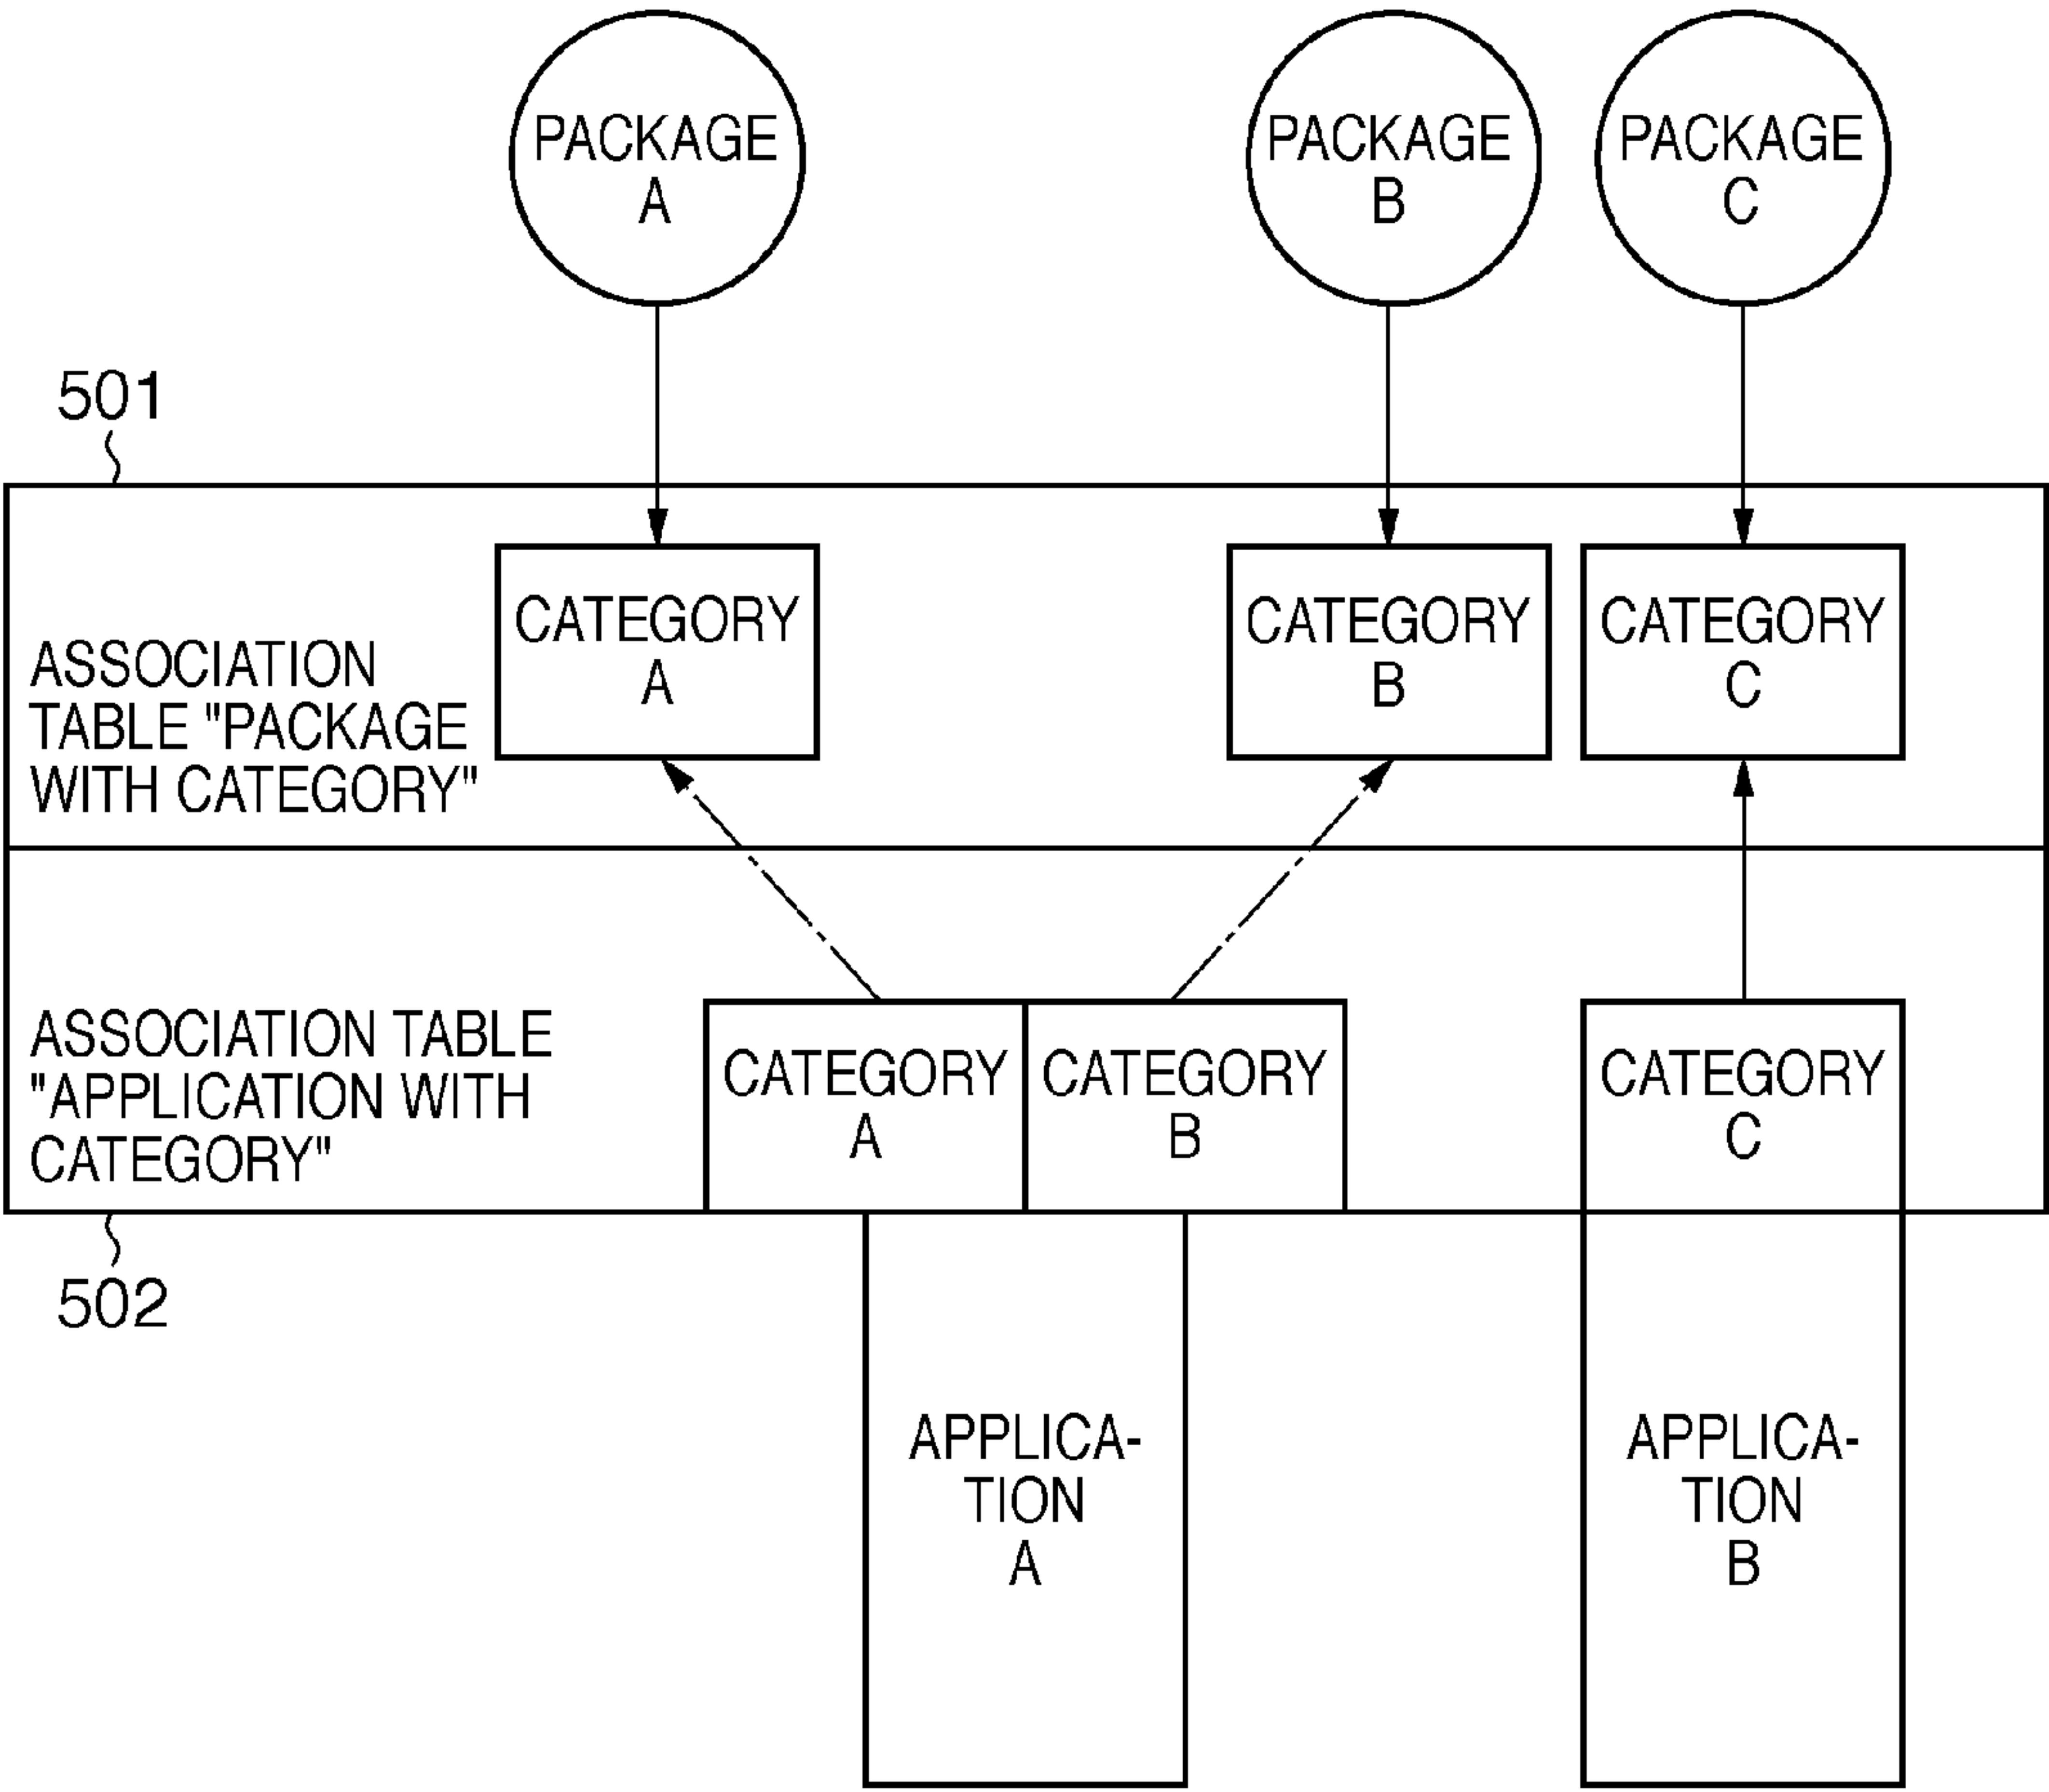 PACKAGE
A
PACKAGE
B
PACKAGE
C
501
CATEGORY
A
CATEGORY
B
CATEGORY
C
ASSOCIATION
TABLE "PACKAGE
WITH CATEGORY"
ASSOCIATION TABLE
"APPLICATION WITH
CATEGORY"
CATEGORY
A
CATEGORY
B
CATEGORY
C
502
APPLICA-
TION
A
APPLICA-
TION
B